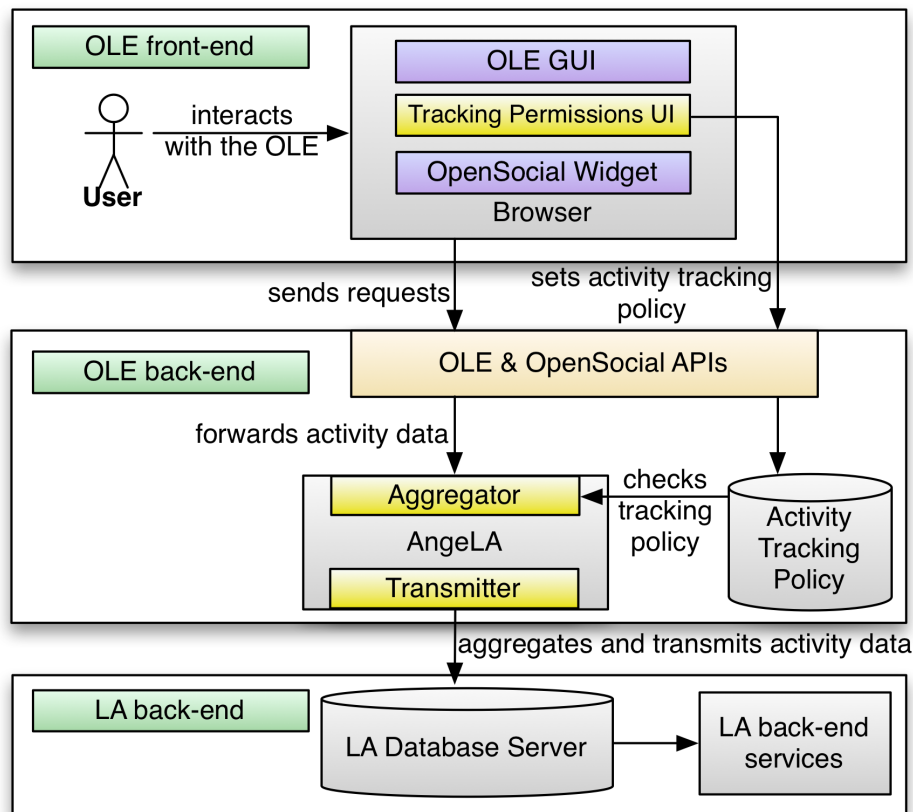 OLE front-end
OLE GUI
Tracking Permissions UI
interacts
with the OLE
OpenSocial Widget
User
Browser
sends requests
sets activity tracking
policy
OLE back-end
OLE & OpenSocial APIs
forwards activity data
Aggregator
checks
tracking
policy
AngeLA
Activity
Tracking
Policy
Transmitter
aggregates and transmits activity data
LA back-end
LA Database Server
LA back-end
services